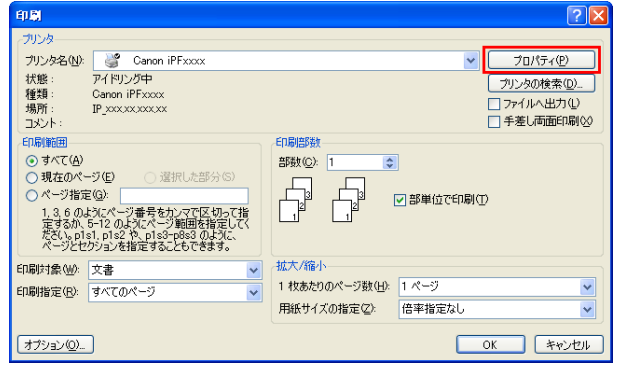 印刷
プリンタ
プリンタ名(N): Canon iPFxxxx プロパティ(P)
状態： アイドリング中 プリンタの検索(D)...
種類： Canon iPFxxxx
場所： IP_xxx,xx,xxx,xx ファイルへ出力(L)
コメント： 手差し両面印刷(X)
印刷範囲
すべて(A)
現在のページ(E) 選択した部分(S)
ページ指定(G):
1, 3, 6 のようにページ番号をカンマで区切って指
定するか、5-12 のようにページ範囲を指定してく
ださい。p1s1, p1s2 や、p1s3-p8s3 のように、
ページとセクションを指定することもできます。
印刷部数
部数(C): 1
3
2
1
3
2
1
部単位で印刷(T)
印刷対象(W): 文書
印刷指定(R): すべてのページ
拡大/縮小
1 枚あたりのページ数(H): 1 ページ
用紙サイズの指定(Z): 倍率指定なし
オプション(O)... OK キャンセル